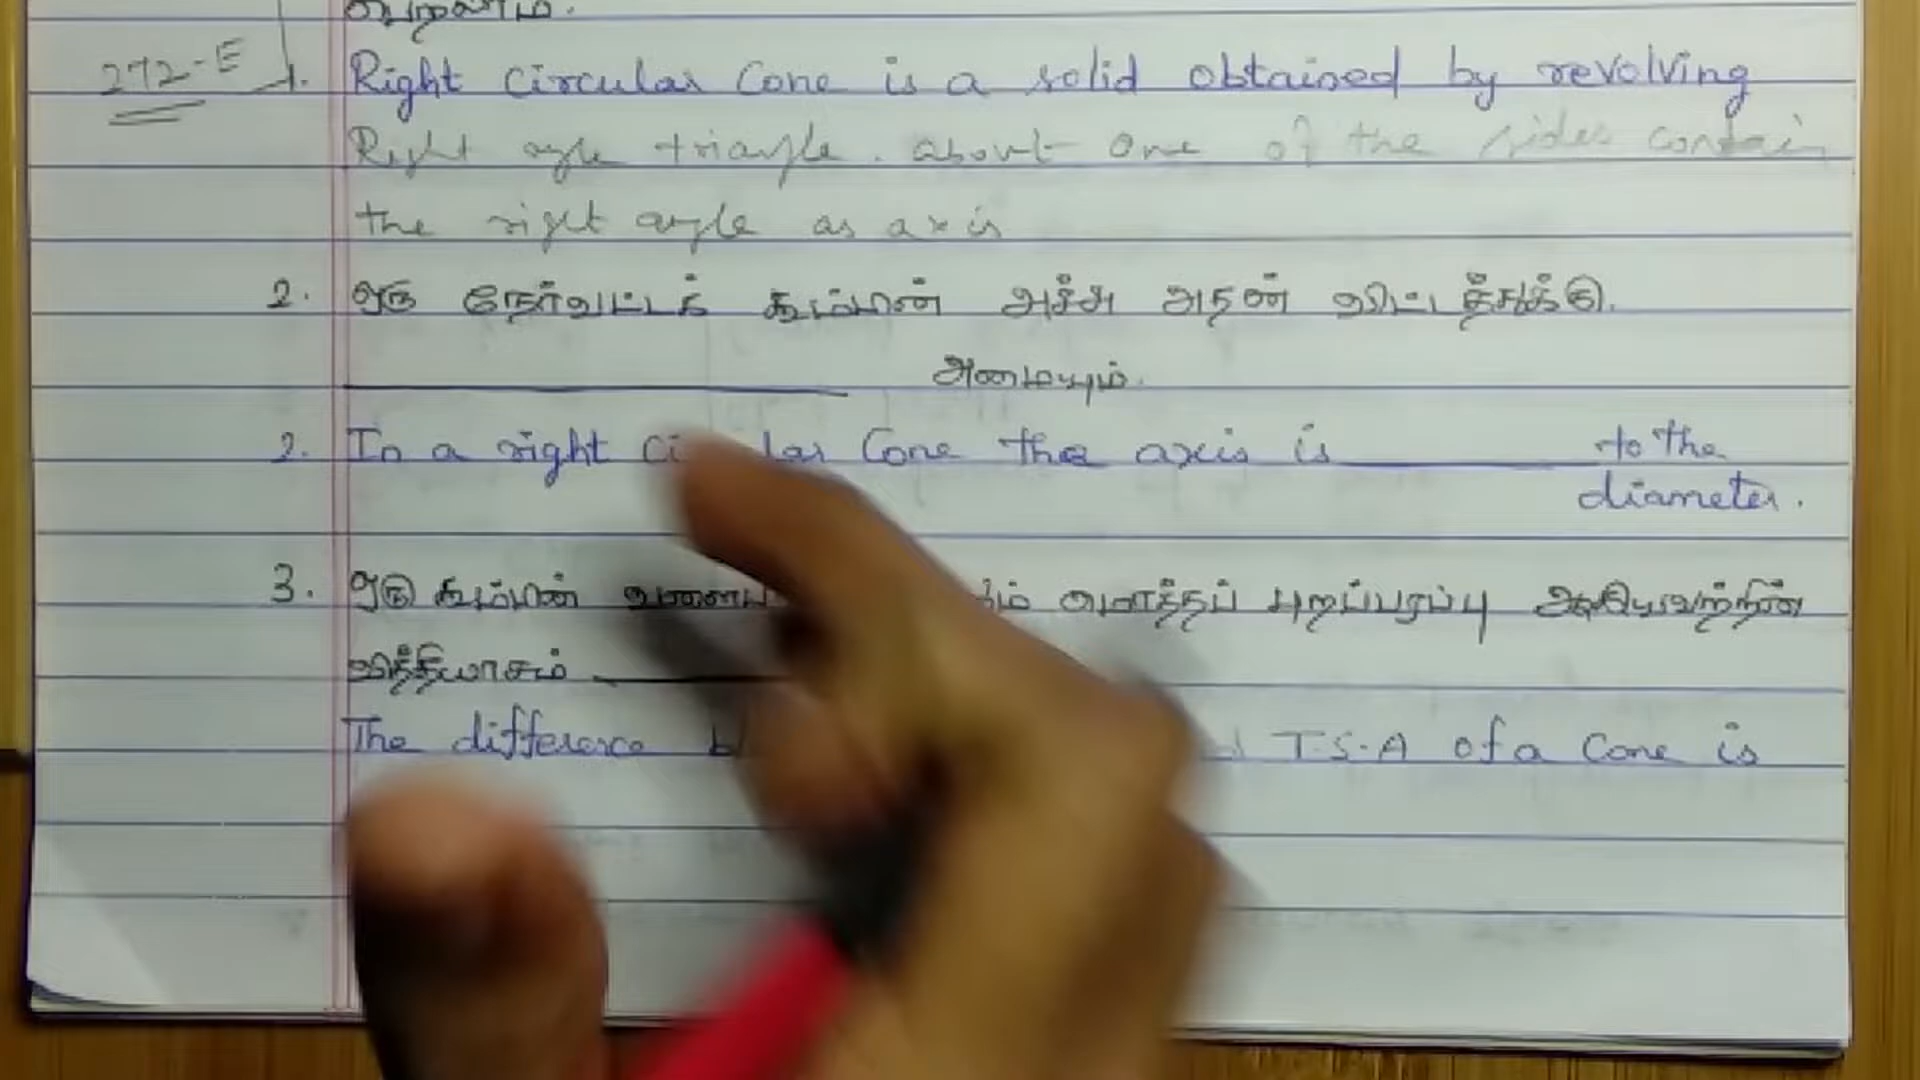 272-E
1. Right Circular Cone is a solid obtained by revolving
Right angle triangle. about one of the sides contain
the right angle as axis
2. ஒரு நேர்வட்டக் கூம்பின் அச்சு அதன் விட்டத்துக்கு.
அமையும்.
2. In a right lar Cone the axis is to the
diameter.
3. ஒரு கூம்பின் புறப்பரப்பு ஆகியவற்றின்
வித்தியாசம்
The difference T.S.A of a Cone is